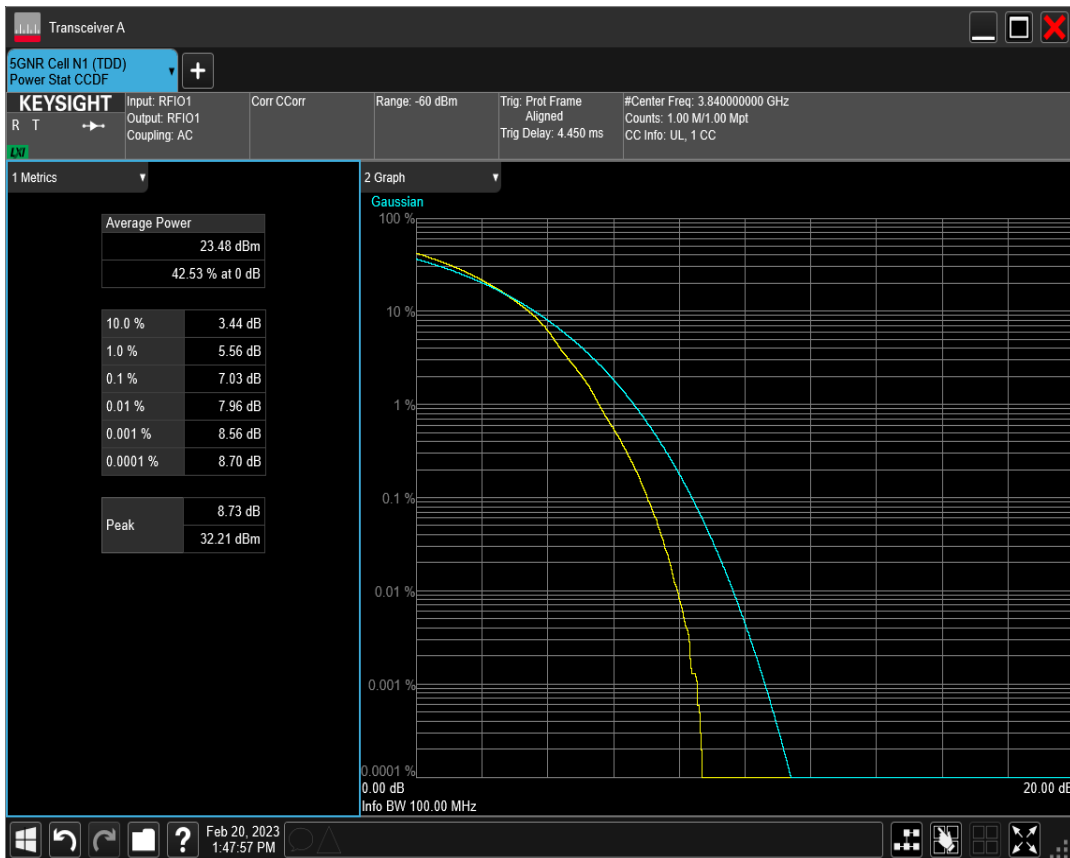 Transceiver A
5GNR Cell N1 (TDD)
Power Stat CCDF
KEYSIGHT
R T
LXI
Input: RFIO1
Output: RFIO1
Coupling: AC
Corr CCorr
Range: -60 dBm
Trig: Prot Frame
Aligned
Trig Delay: 4.450 ms
#Center Freq: 3.840000000 GHz
Counts: 1.00 M/1.00 Mpt
CC Info: UL, 1 CC
1 Metrics
Average Power
23.48 dBm
42.53 % at 0 dB
10.0 % 3.44 dB
1.0 % 5.56 dB
0.1 % 7.03 dB
0.01 % 7.96 dB
0.001 % 8.56 dB
0.0001 % 8.70 dB
Peak
8.73 dB
32.21 dBm
2 Graph
Gaussian
100 %
10 %
1 %
0.1 %
0.01 %
0.001 %
0.0001 %
0.00 dB
20.00 dB
Info BW 100.00 MHz
?
Feb 20, 2023
1:47:57 PM